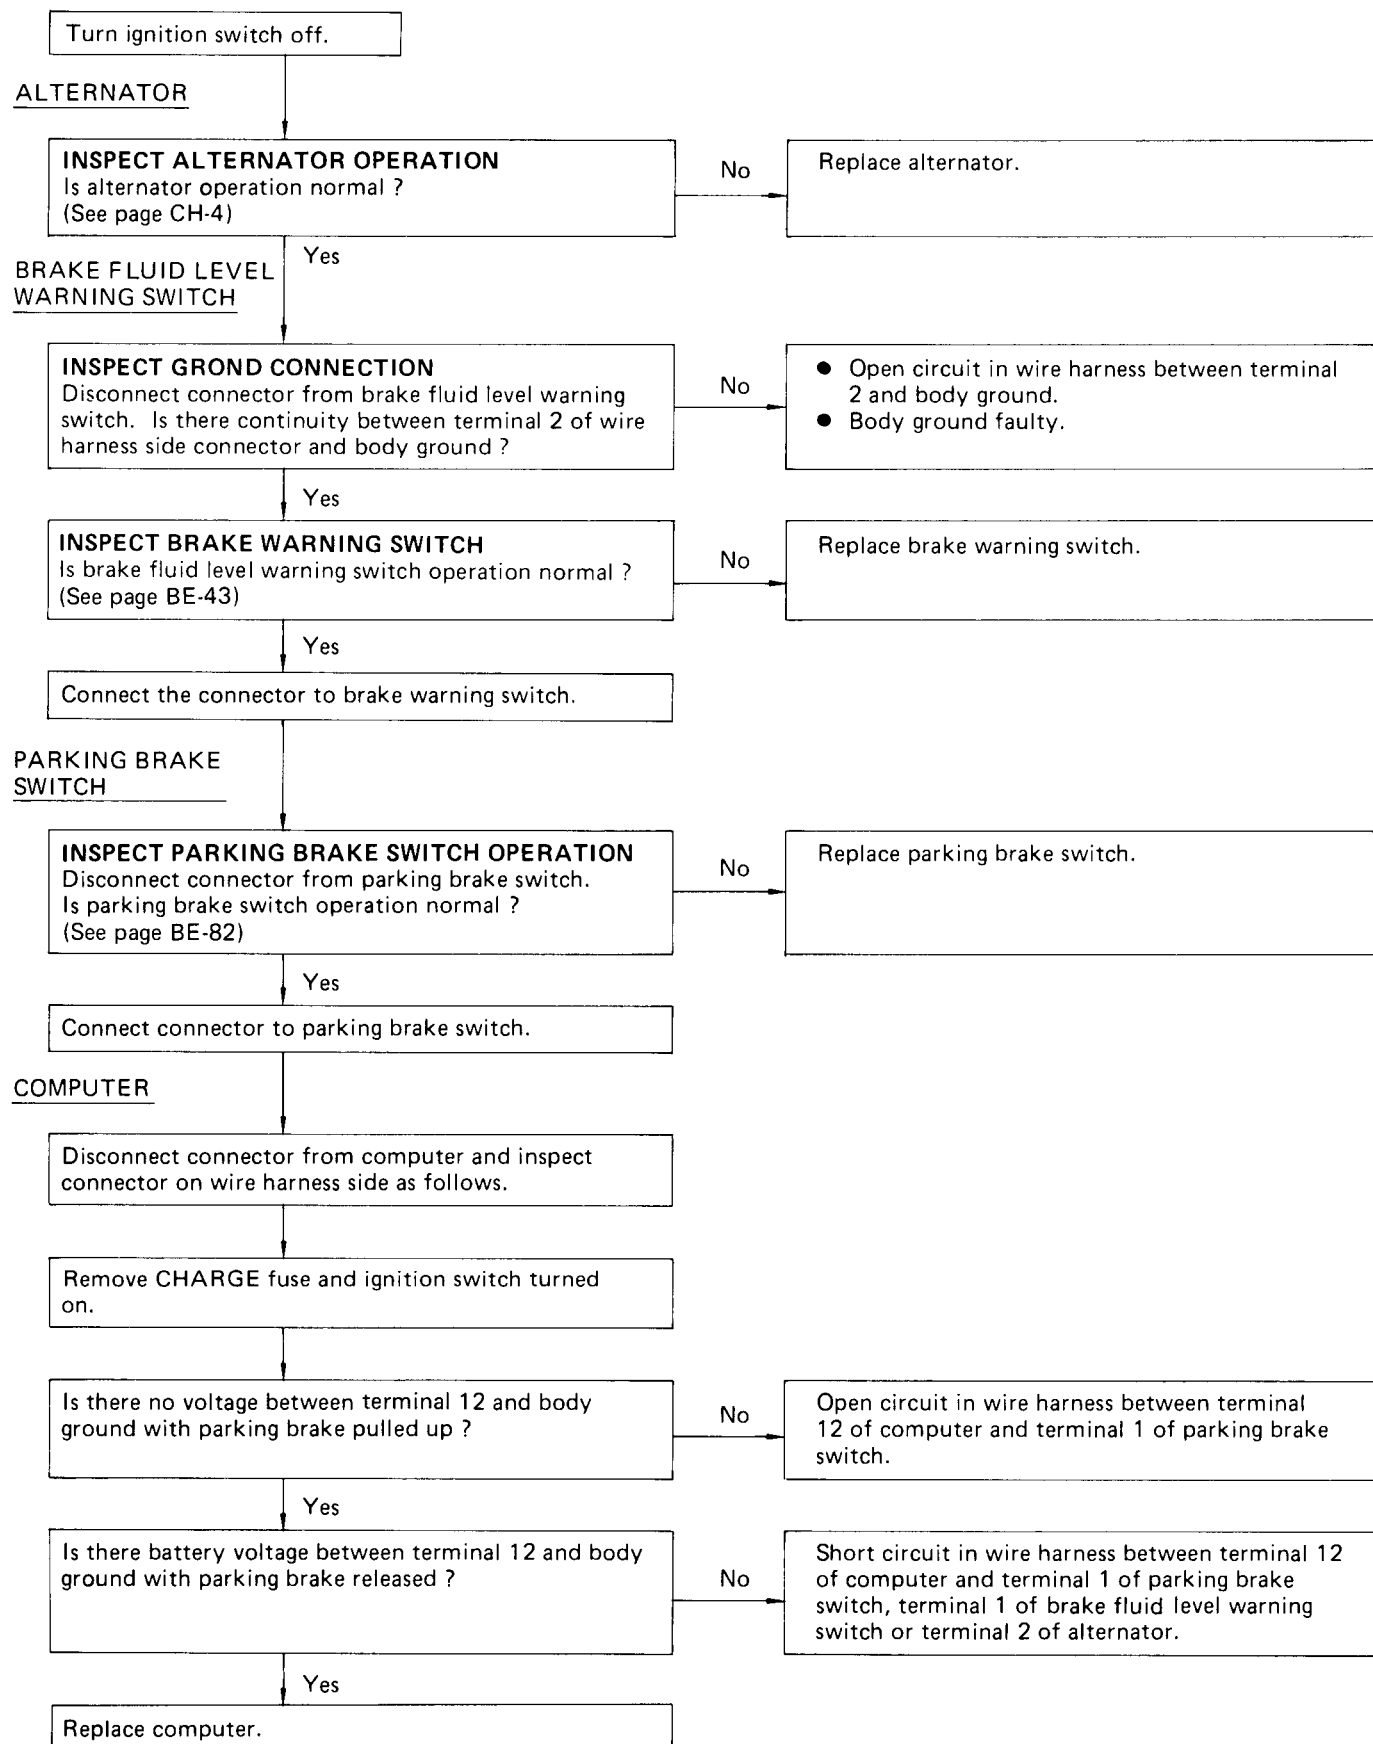 Turn ignition switch off.
ALTERNATOR
INSPECT ALTERNATOR OPERATION
Is alternator operation normal ?
(See page CH-4)
No
Replace alternator.
Yes
BRAKE FLUID LEVEL
WARNING SWITCH
INSPECT GROND CONNECTION
Disconnect connector from brake fluid level warning
switch. Is there continuity between terminal 2 of wire
harness side connector and body ground ?
No
● Open circuit in wire harness between terminal
2 and body ground.
● Body ground faulty.
Yes
INSPECT BRAKE WARNING SWITCH
Is brake fluid level warning switch operation normal ?
(See page BE-43)
No
Replace brake warning switch.
Yes
Connect the connector to brake warning switch.
PARKING BRAKE
SWITCH
INSPECT PARKING BRAKE SWITCH OPERATION
Disconnect connector from parking brake switch.
Is parking brake switch operation normal ?
(See page BE-82)
No
Replace parking brake switch.
Yes
Connect connector to parking brake switch.
COMPUTER
Disconnect connector from computer and inspect
connector on wire harness side as follows.
Remove CHARGE fuse and ignition switch turned
on.
Is there no voltage between terminal 12 and body
ground with parking brake pulled up ?
No
Open circuit in wire harness between terminal
12 of computer and terminal 1 of parking brake
switch.
Yes
Is there battery voltage between terminal 12 and body
ground with parking brake released ?
No
Short circuit in wire harness between terminal 12
of computer and terminal 1 of parking brake
switch, terminal 1 of brake fluid level warning
switch or terminal 2 of alternator.
Yes
Replace computer.